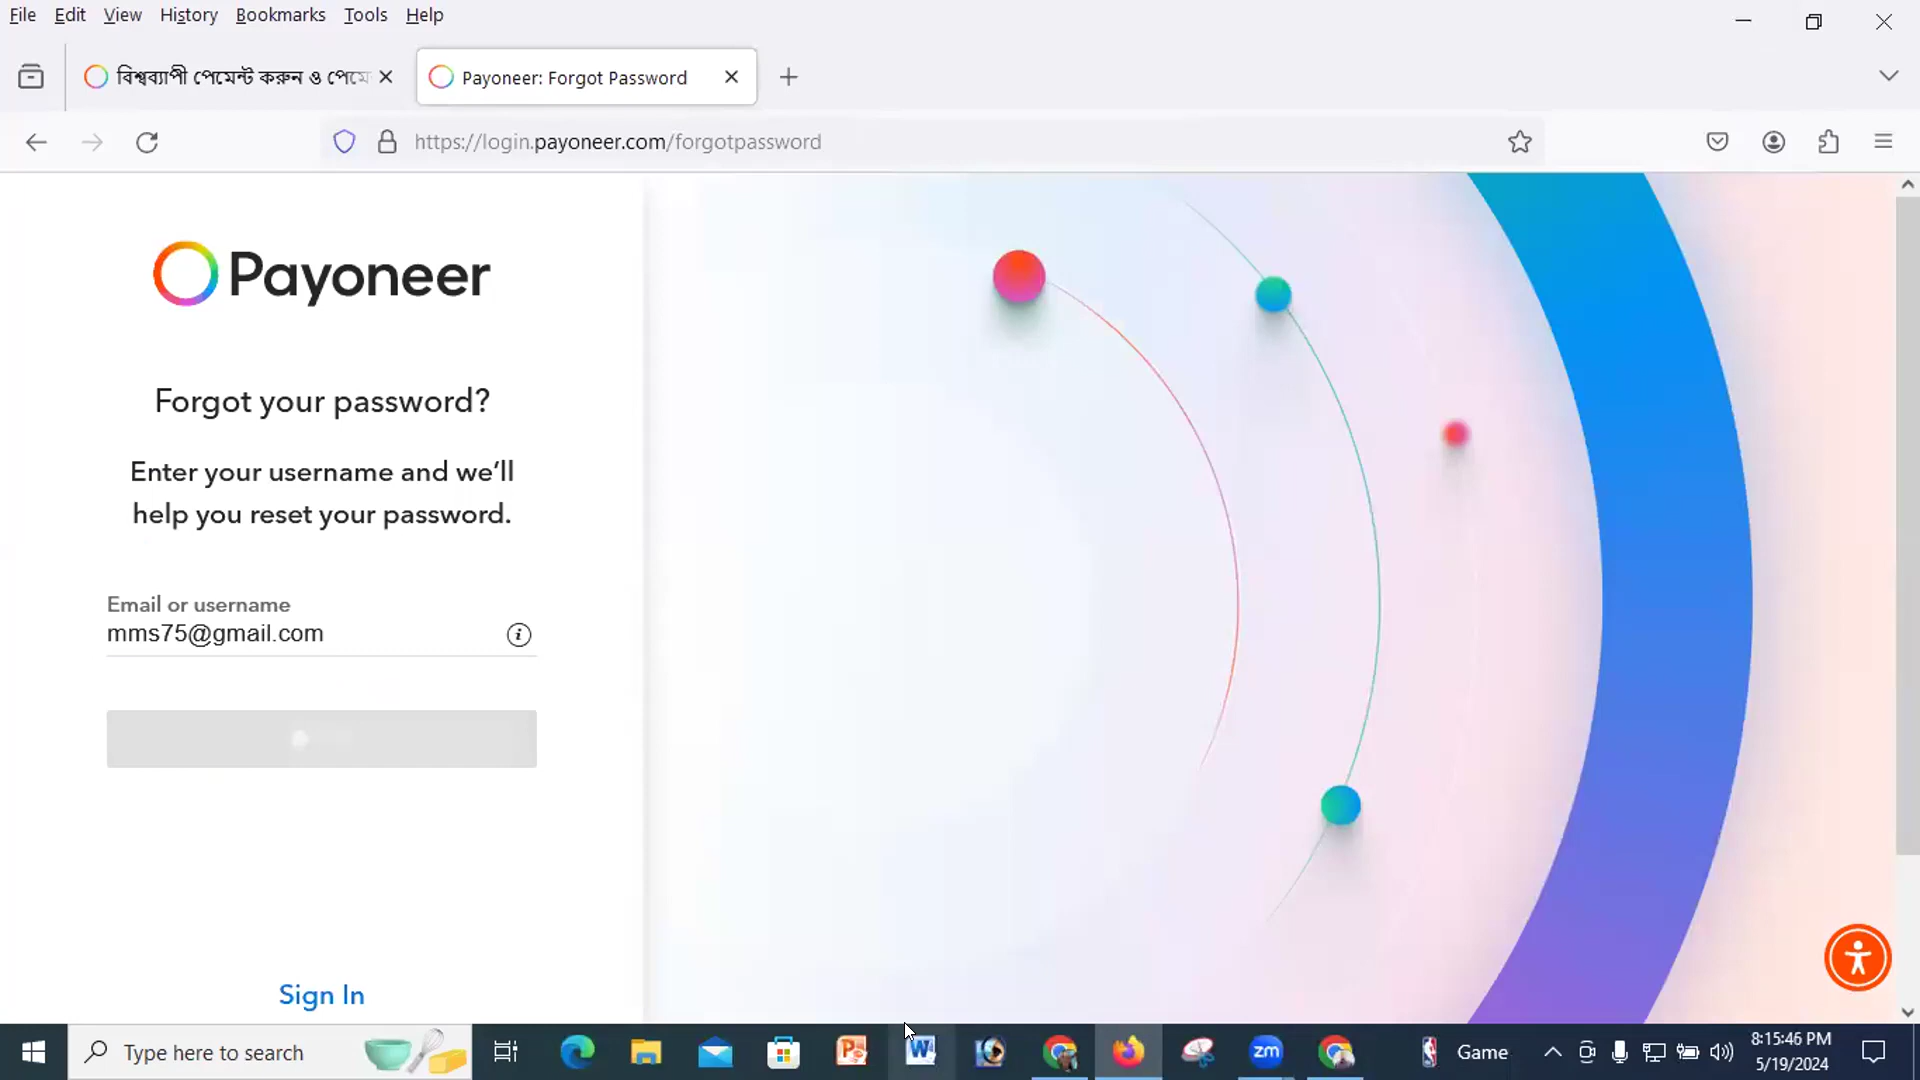 File Edit View History Bookmarks Tools Help
বিশ্বব্যাপী পেমেন্ট করুন ও পেমে
Payoneer: Forgot Password
https://login.payoneer.com/forgotpassword
Payoneer
Forgot your password?
Enter your username and we'll
help you reset your password.
Email or username
mms75@gmail.com
Sign In
Type here to search
zm
Game
8:15:46 PM
5/19/2024